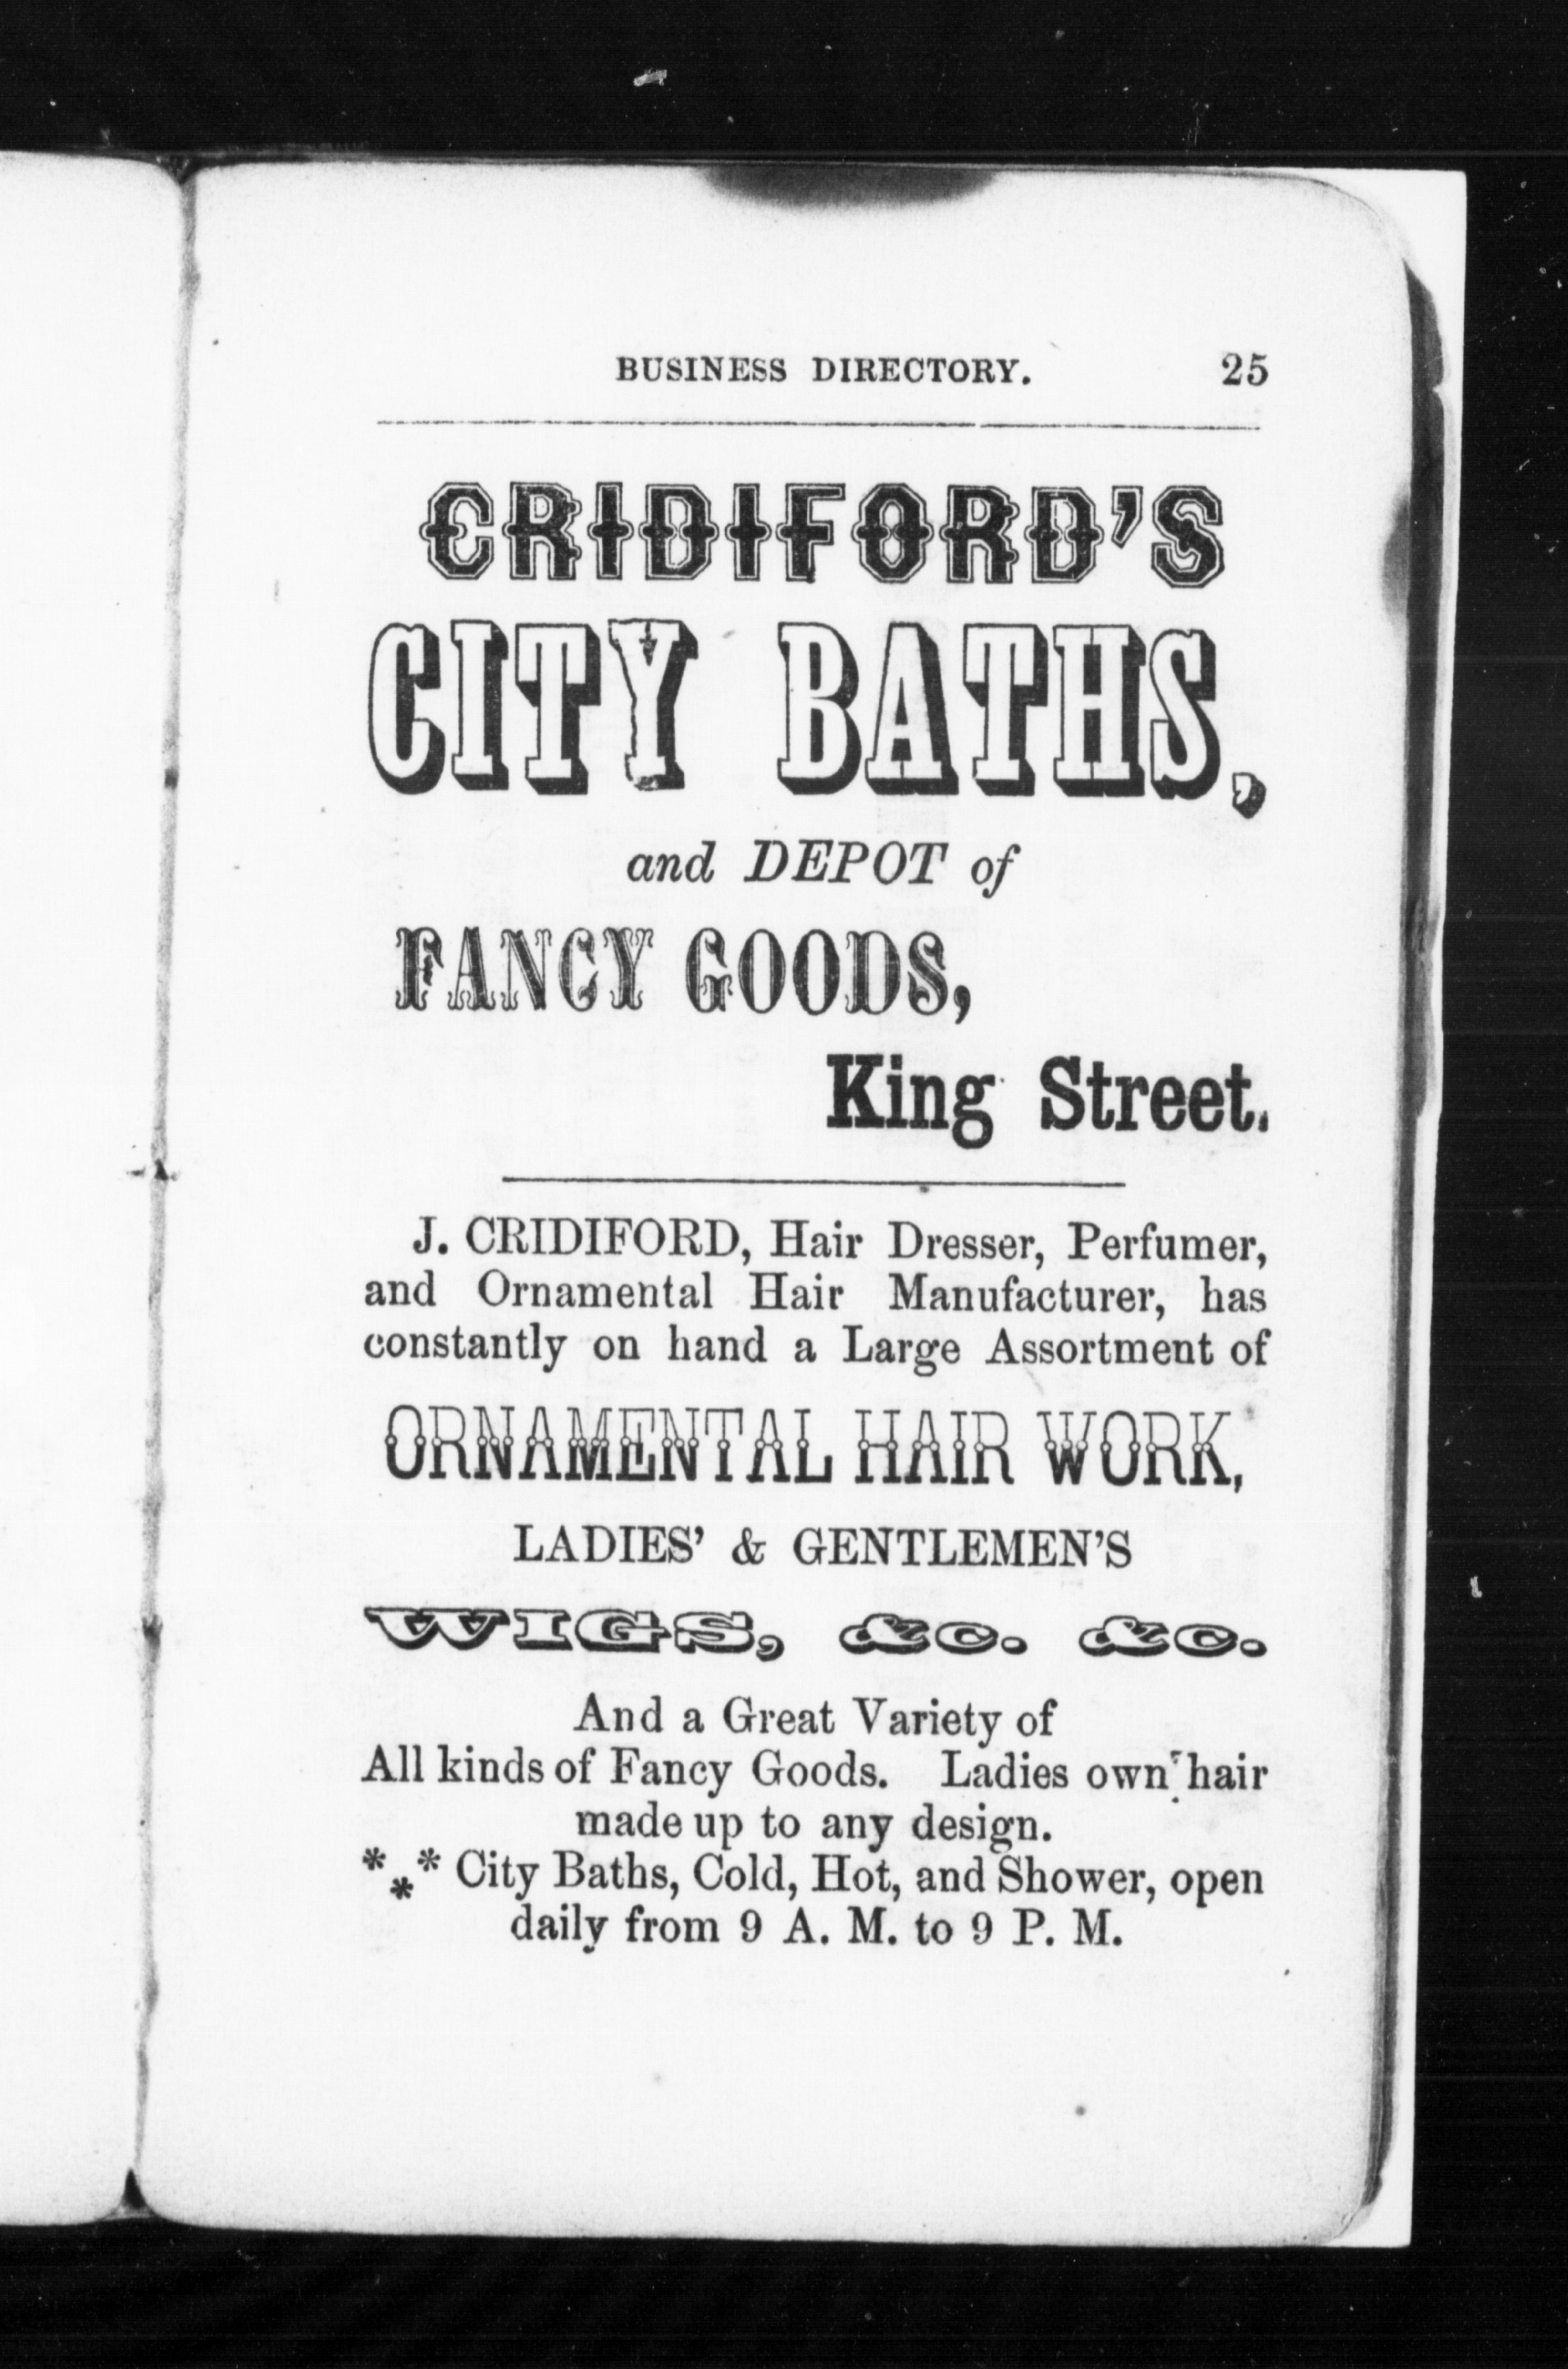 BUSINESS DIRECTORY. 25
CRIDIFORD'S
CITY BATHS,
and DEPOT of
FANCY GOODS,
King Street.
J. CRIDIFORD, Hair Dresser, Perfumer,
and Ornamental Hair Manufacturer, has
constantly on hand a Large Assortment of
ORNAMENTAL HAIR WORK,
LADIES' & GENTLEMEN'S
WIGS, &c. &c.
And a Great Variety of
All kinds of Fancy Goods. Ladies own hair
made up to any design.
*** City Baths, Cold, Hot, and Shower, open
daily from 9 A. M. to 9 P. M.